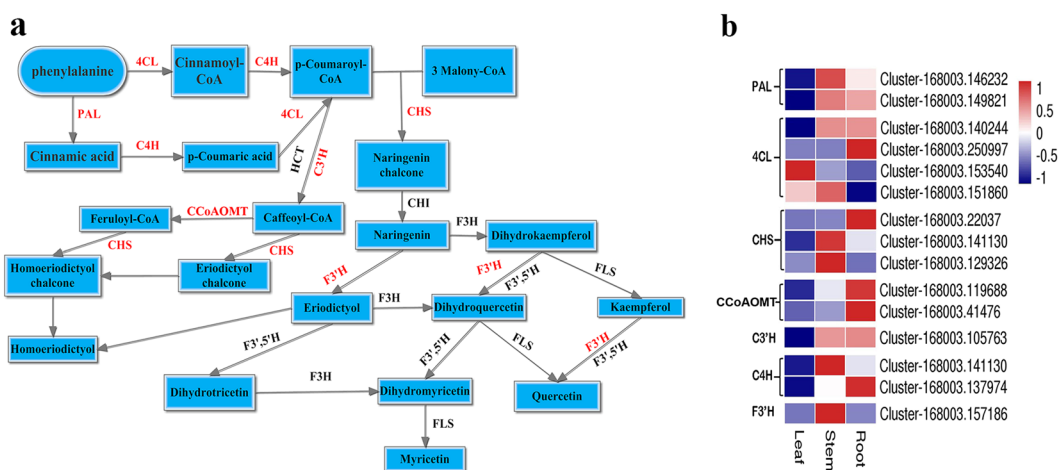 a
phenylalanine
4CL
Cinnamoyl-
CoA
C4H
p-Coumaroyl-
CoA
3 Malony-CoA
PAL
4CL
CHS
Cinnamic acid
C4H
p-Coumaric acid
HCT
C3'H
Naringenin
chalcone
CHI
Feruloyl-CoA
CCoAOMT
Caffeoyl-CoA
Naringenin
F3H
Dihydrokaempferol
CHS
CHS
Homoeriodictyol
chalcone
Eriodictyol
chalcone
F3'H
F3'H
F3',5'H
FLS
Eriodictyol
F3H
Dihydroquercetin
Kaempferol
Homoeriodictyol
F3',5'H
F3',5'H
FLS
F3'H
F3',5'H
Dihydrotricetin
F3H
Dihydromyricetin
Quercetin
FLS
Myricetin
b
PAL
Cluster-168003.146232
Cluster-168003.149821
4CL
Cluster-168003.140244
Cluster-168003.250997
Cluster-168003.153540
Cluster-168003.151860
CHS
Cluster-168003.22037
Cluster-168003.141130
Cluster-168003.129326
CCoAOMT
Cluster-168003.119688
Cluster-168003.41476
C3'H
Cluster-168003.105763
C4H
Cluster-168003.141130
Cluster-168003.137974
F3'H
Cluster-168003.157186
Leaf
Stem
Root
1
0.5
0
-0.5
-1